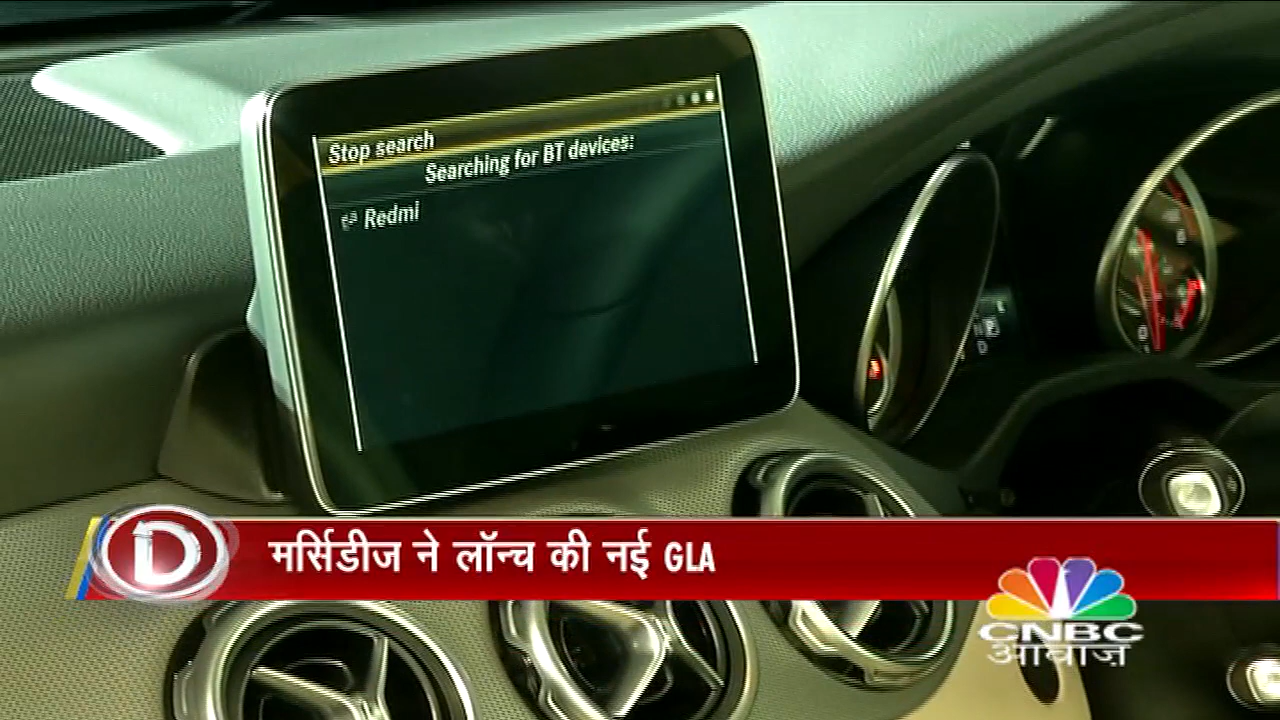 Stop search
Searching for BT devices:
Redmi
P
D
D
मर्सिडीज ने लॉन्च की नई GLA
CNBC
आवाज़